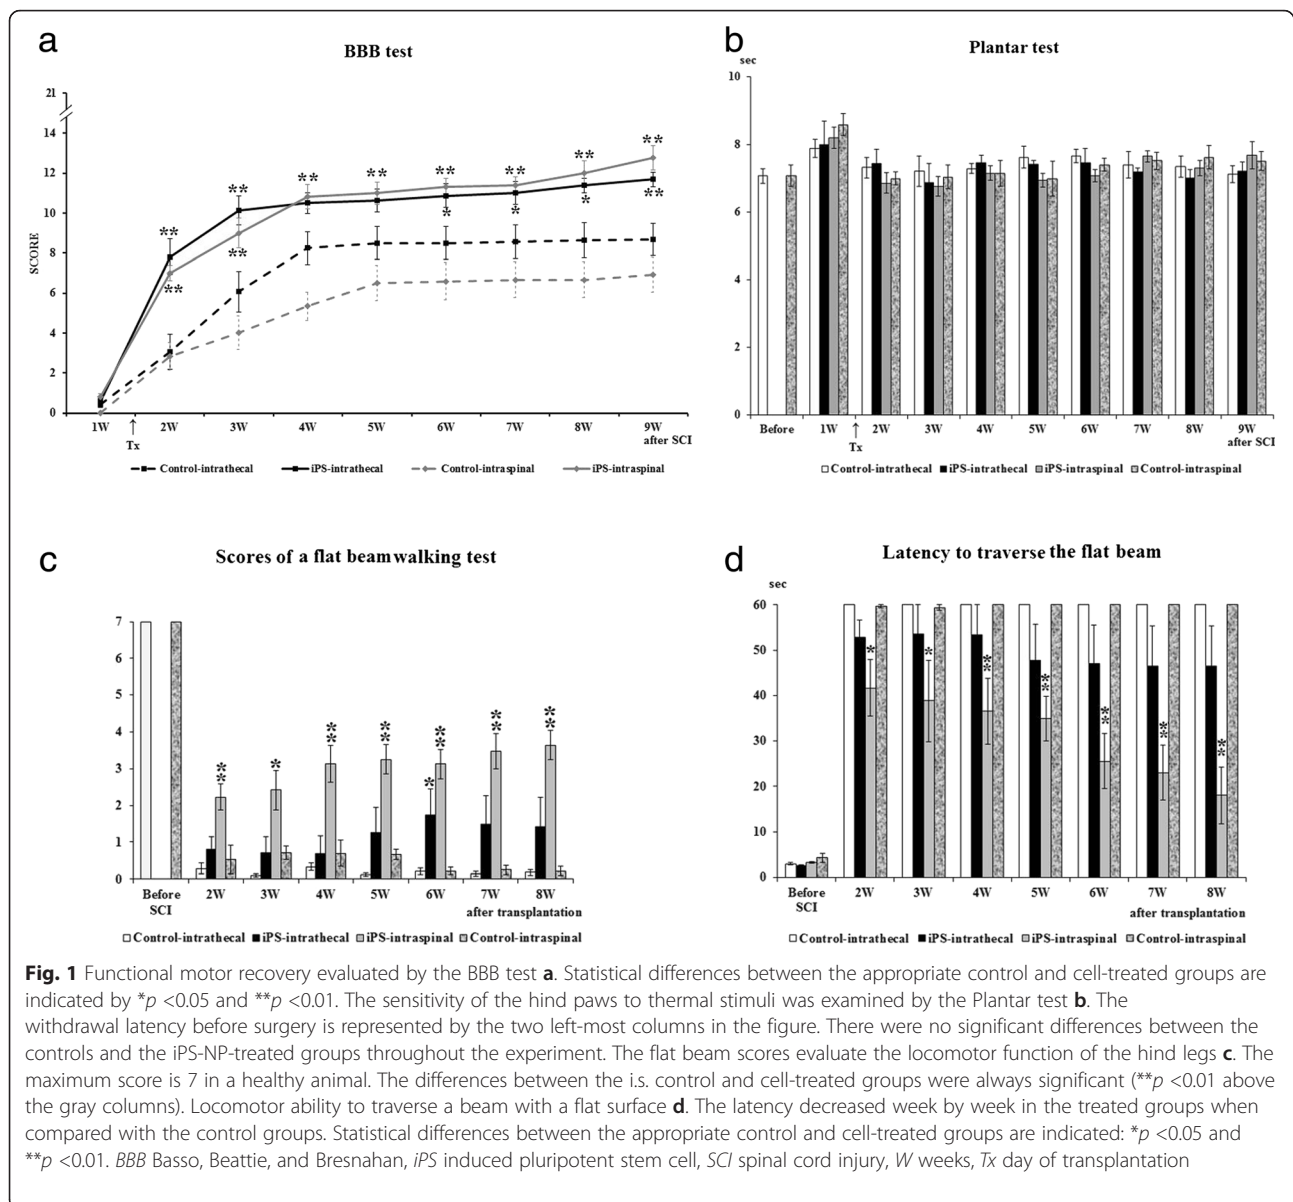 a
BBB test
21
14
12
10
8
6
4
2
0
SCORE
** ** ** ** ** ** ** **
** ** * * * **
1W 2W 3W 4W 5W 6W 7W 8W 9W
↑
Tx
after SCI
Control-intrathecal iPS-intrathecal Control-intraspinal iPS-intraspinal
b
Plantar test
sec
10
8
6
4
2
0
Before 1W 2W 3W 4W 5W 6W 7W 8W 9W
↑
Tx
after SCI
Control-intrathecal iPS-intrathecal iPS-intraspinal Control-intraspinal
c
Scores of a flat beam walking test
7
6
5
4
3
2
1
0
** * ** ** * ** ** **
Before 2W 3W 4W 5W 6W 7W 8W
SCI
after transplantation
Control-intrathecal iPS-intrathecal iPS-intraspinal Control-intraspinal
d
Latency to traverse the flat beam
sec
60
50
40
30
20
10
0
* * ** ** ** ** **
Before 2W 3W 4W 5W 6W 7W 8W
SCI
after transplantation
Control-intrathecal iPS-intrathecal iPS-intraspinal Control-intraspinal
Fig. 1 Functional motor recovery evaluated by the BBB test a. Statistical differences between the appropriate control and cell-treated groups are
indicated by *p <0.05 and **p <0.01. The sensitivity of the hind paws to thermal stimuli was examined by the Plantar test b. The
withdrawal latency before surgery is represented by the two left-most columns in the figure. There were no significant differences between the
controls and the iPS-NP-treated groups throughout the experiment. The flat beam scores evaluate the locomotor function of the hind legs c. The
maximum score is 7 in a healthy animal. The differences between the i.s. control and cell-treated groups were always significant (**p <0.01 above
the gray columns). Locomotor ability to traverse a beam with a flat surface d. The latency decreased week by week in the treated groups when
compared with the control groups. Statistical differences between the appropriate control and cell-treated groups are indicated: *p <0.05 and
**p <0.01. BBB Basso, Beattie, and Bresnahan, iPS induced pluripotent stem cell, SCI spinal cord injury, W weeks, Tx day of transplantation